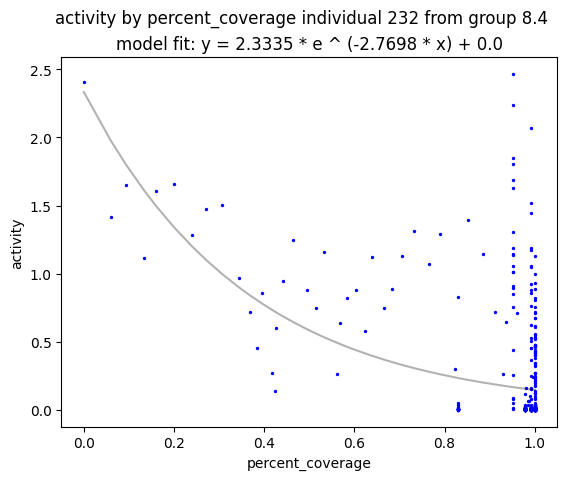 activity by percent_coverage individual 232 from group 8.4
model fit: y = 2.3335 * e ^ (-2.7698 * x) + 0.0
2.5
2.0
1.5
activity
1.0
0.5
0.0
0.0 0.2 0.4 0.6 0.8 1.0
percent_coverage